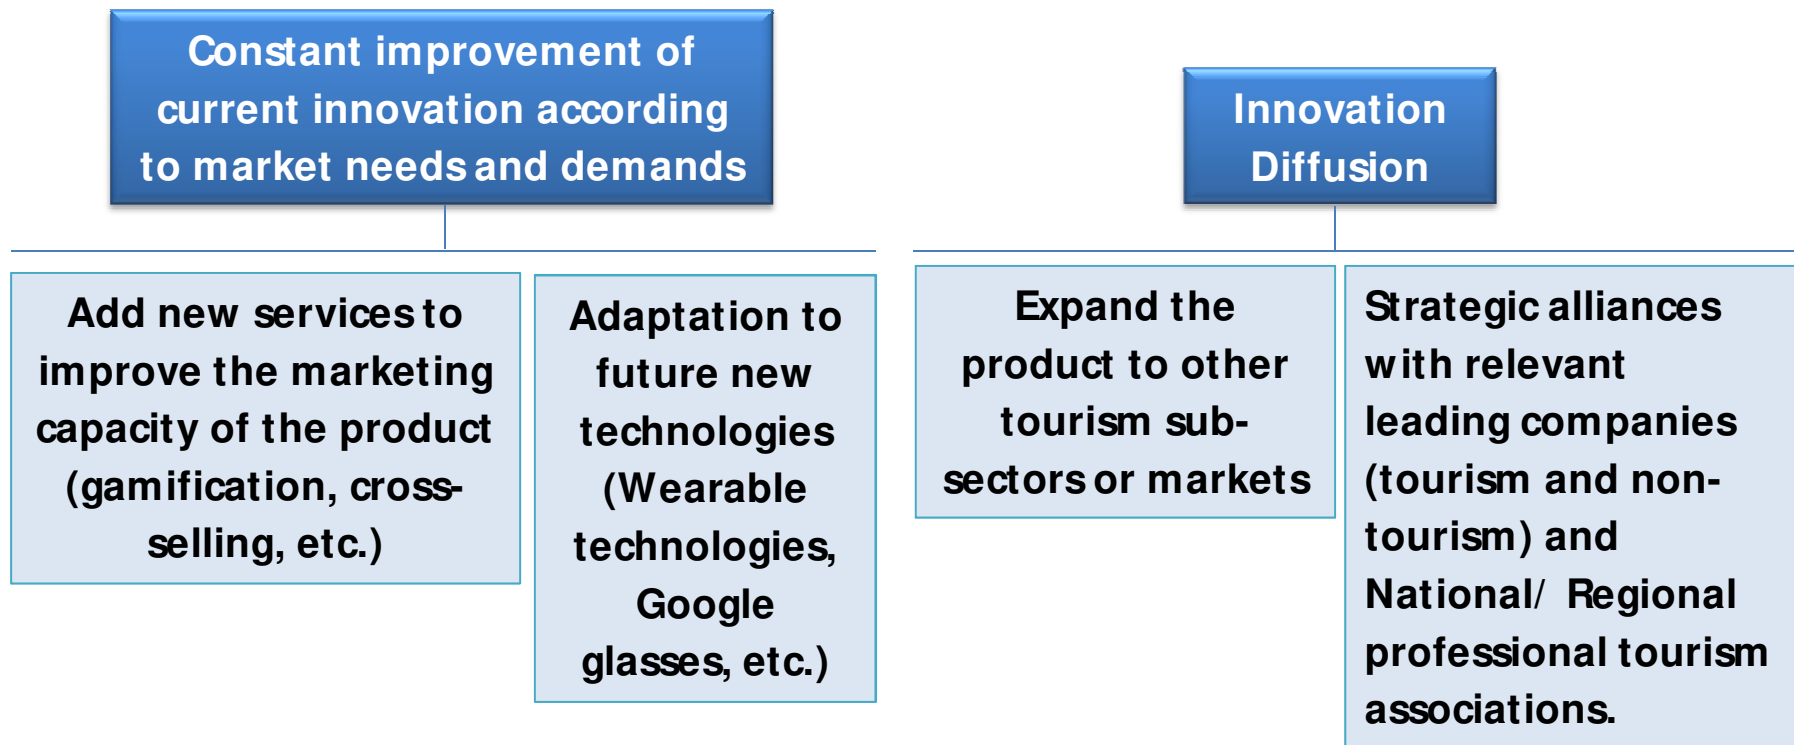 Constant improvement of
current innovation according
to market needs and demands
Add new services to
improve the marketing
capacity of the product
(gamification, cross-
selling, etc.)
Adaptation to
future new
technologies
(Wearable
technologies,
Google
glasses, etc.)
Innovation
Diffusion
Expand the
product to other
tourism sub-
sectors or markets
Strategic alliances
with relevant
leading companies
(tourism and non-
tourism) and
National/ Regional
professional tourism
associations.